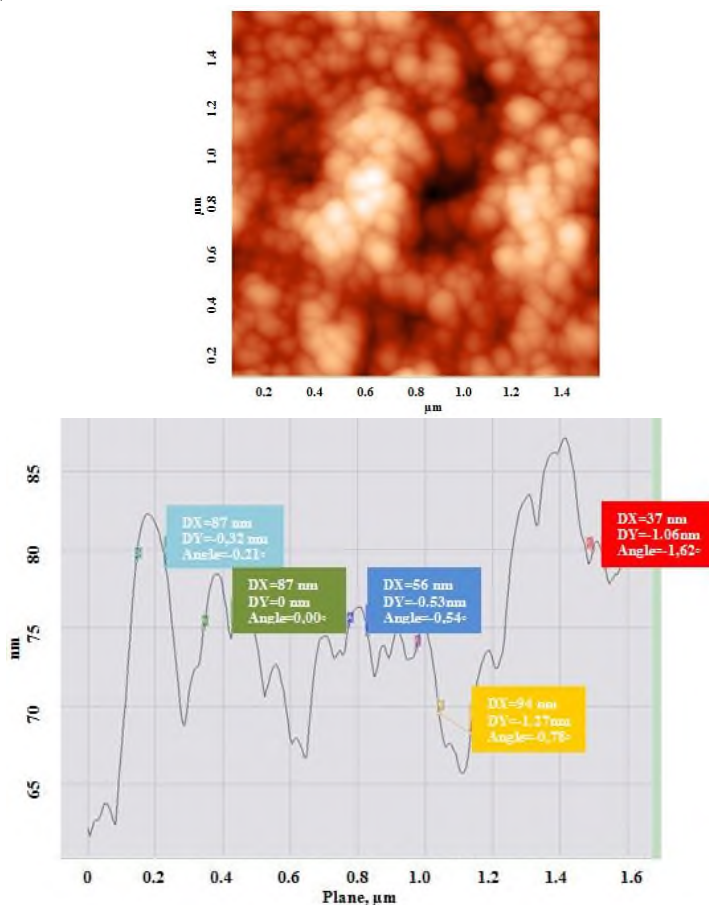 1.4
1.2
1.0
0.8
0.6
0.4
0.2
µm
0.2 0.4 0.6 0.8 1.0 1.2 1.4
µm
85
80
75
70
65
nm
DX=87 nm
DY=-0,32 nm
Angle=-0.21°
DX=87 nm
DY=0 nm
Angle=0,00°
DX=56 nm
DY=-0.53nm
Angle=-0,54°
DX=94 nm
DY=-1.27nm
Angle=-0,78°
DX=37 nm
DY=-1.06nm
Angle=-1,62°
0 0.2 0.4 0.6 0.8 1.0 1.2 1.4 1.6
Plane, µm